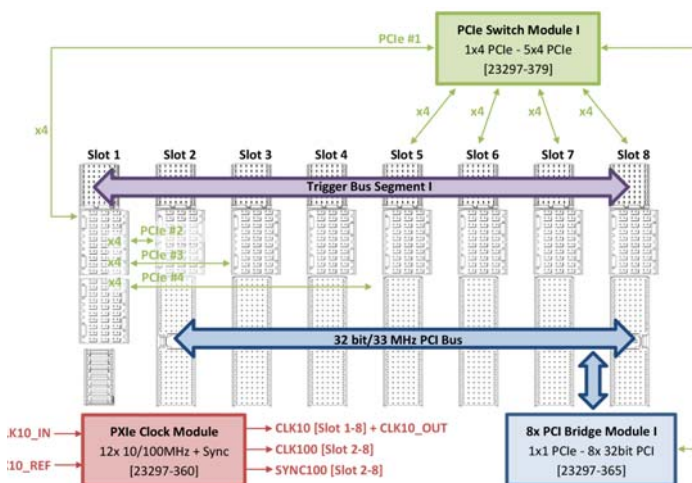 PCIe Switch Module I
1x4 PCIe - 5x4 PCIe
[23297-379]
PCIe #1
x4
x4
x4
x4
x4
Slot 1
Slot 2
Slot 3
Slot 4
Slot 5
Slot 6
Slot 7
Slot 8
Trigger Bus Segment I
PCIe #2
x4
PCIe #3
x4
PCIe #4
x4
32 bit/33 MHz PCI Bus
LK10_IN
K10_REF
PXIe Clock Module
12x 10/100MHz + Sync
[23297-360]
CLK10 [Slot 1-8] + CLK10_OUT
CLK100 [Slot 2-8]
SYNC100 [Slot 2-8]
8x PCI Bridge Module I
1x1 PCIe - 8x 32bit PCI
[23297-365]